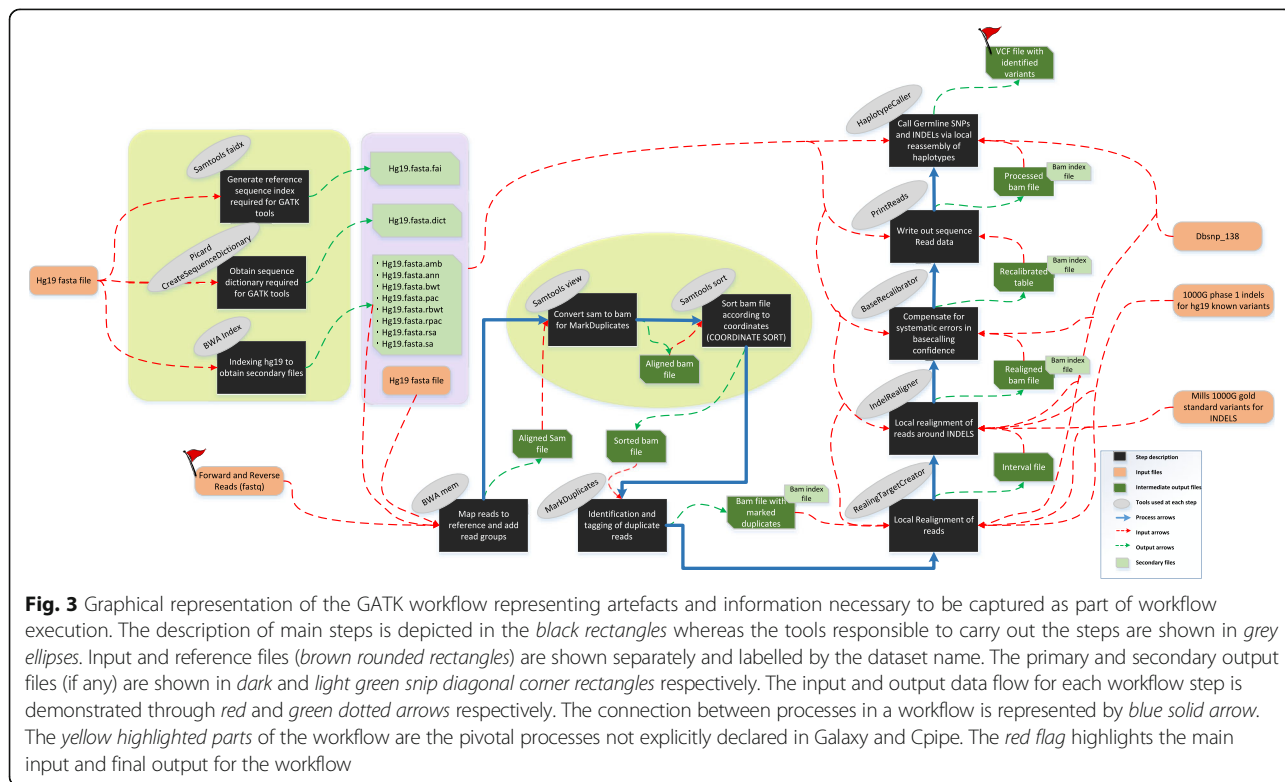 VCF file with
identified
variants
HaplotypeCaller
Call Germline SNPs
and INDELs via local
reassembly of
haplotypes
Samtools faidx
Generate reference
sequence index
required for GATK
tools
Hg19.fasta.fai
Processed
bam file
Bam index
file
PrintReads
Write out sequence
Read data
Picard
CreateSequenceDictionary
Hg19.fasta.dict
Hg19 fasta file
Obtain sequence
dictionary required
for GATK tools
Dbsnp_138
Recalibrated
table
Bam index
file
· Hg19.fasta.amb
· Hg19.fasta.ann
· Hg19.fasta.bwt
· Hg19.fasta.pac
· Hg19.fasta.rbwt
· Hg19.fasta.rpac
· Hg19.fasta.rsa
· Hg19.fasta.sa
Samtools view
Convert sam to bam
for MarkDuplicates
Samtools sort
Sort bam file
according to
coordinates
(COORDINATE SORT)
BaseRecalibrator
Compensate for
systematic errors in
basecalling
confidence
1000G phase 1 indels
for hg19 known
variants
BWA Index
Indexing hg19 to
obtain secondary files
Aligned bam
file
Realigned
bam file
Bam index
file
Hg19 fasta file
IndelRealigner
Local realignment of
reads around INDELS
Mills 1000G gold
standard variants for
INDELS
Aligned Sam
file
Sorted bam
file
Interval file
Forward and Reverse
Reads (fastq)
BWA mem
Map reads to
reference and add
read groups
MarkDuplicates
Identification and
tagging of duplicate
reads
Bam file with
marked
duplicates
Bam index
file
RealingTargetCreator
Local Realignment of
reads
Step description
Input files
Intermediate output files
Tools used at each step
Process arrows
Input arrows
Output arrows
Secondary files
Fig. 3 Graphical representation of the GATK workflow representing artefacts and information necessary to be captured as part of workflow
execution. The description of main steps is depicted in the black rectangles whereas the tools responsible to carry out the steps are shown in grey
ellipses. Input and reference files (brown rounded rectangles) are shown separately and labelled by the dataset name. The primary and secondary output
files (if any) are shown in dark and light green snip diagonal corner rectangles respectively. The input and output data flow for each workflow step is
demonstrated through red and green dotted arrows respectively. The connection between processes in a workflow is represented by blue solid arrow.
The yellow highlighted parts of the workflow are the pivotal processes not explicitly declared in Galaxy and Cpipe. The red flag highlights the main
input and final output for the workflow